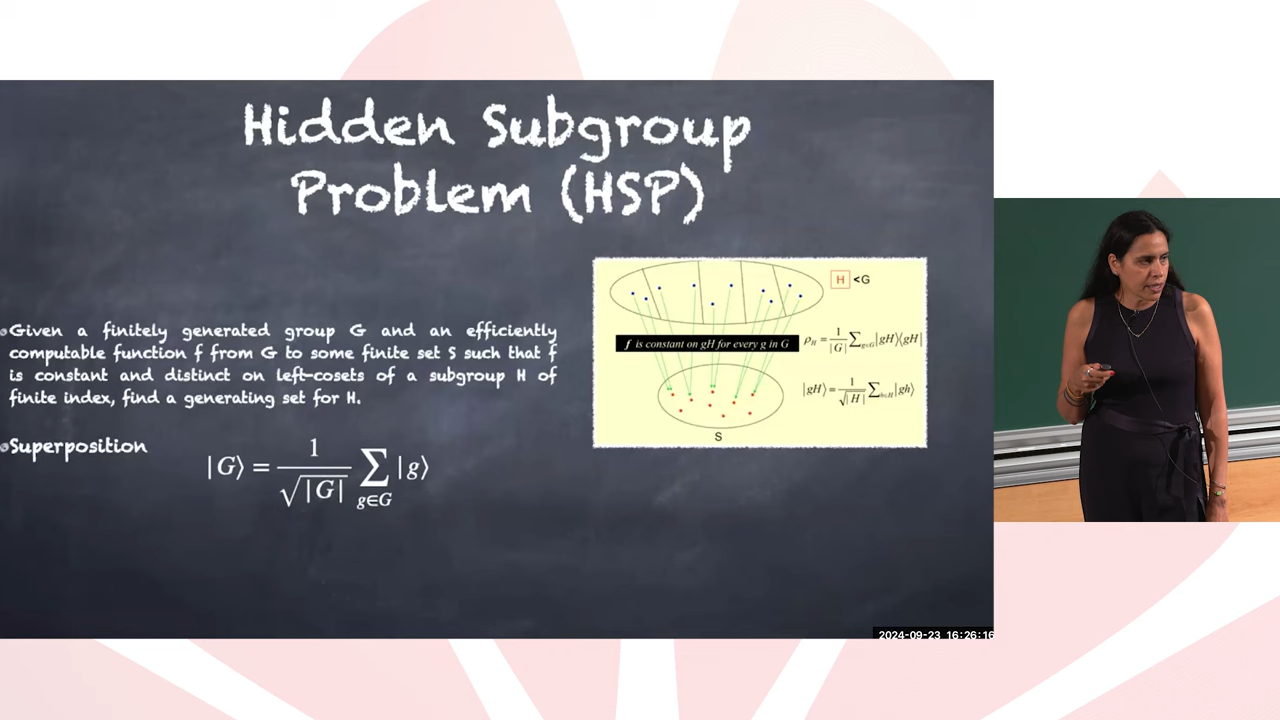 Hidden Subgroup
Problem (HSP)
Given a finitely generated group G and an efficiently
computable function f from G to some finite set S such that f
is constant and distinct on left-cosets of a subgroup H of
finite index, find a generating set for H.
Superposition
|G⟩ = 1/√|G| ∑_{g∈G} |g⟩
H <G
f is constant on gH for every g in G
ρ_H = 1/|G| ∑_{g∈G} |gH⟩⟨gH|
|gH⟩ = 1/√|H| ∑_{h∈H} |gh⟩
S
2024-09-23 16:26:16